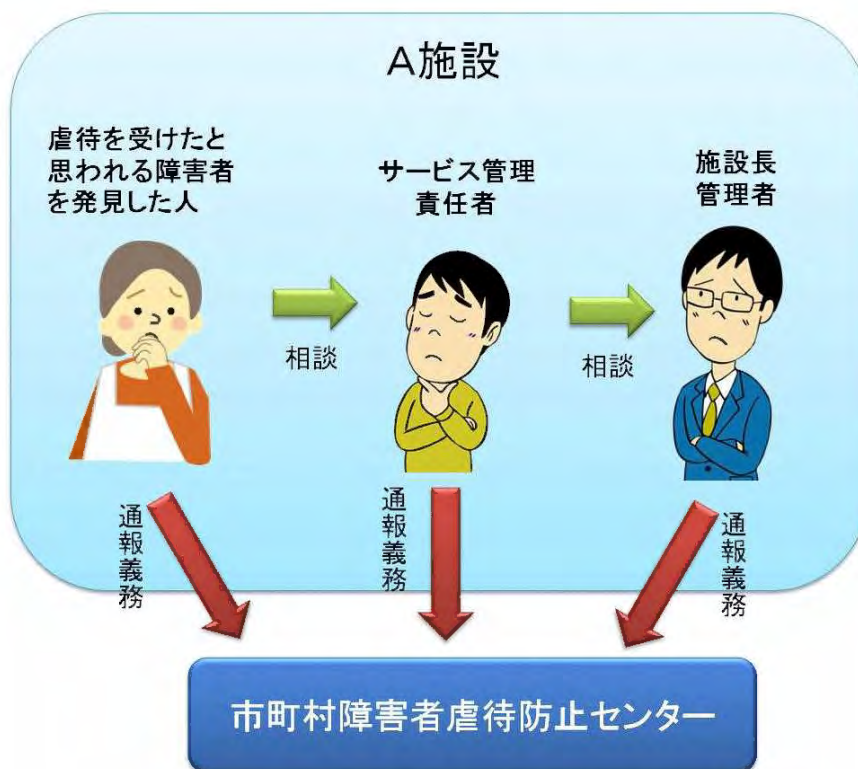 A施設
虐待を受けたと
思われる障害者
を発見した人
サービス管理
責任者
施設長
管理者
相談
相談
通報義務
通報義務
通報義務
市町村障害者虐待防止センター